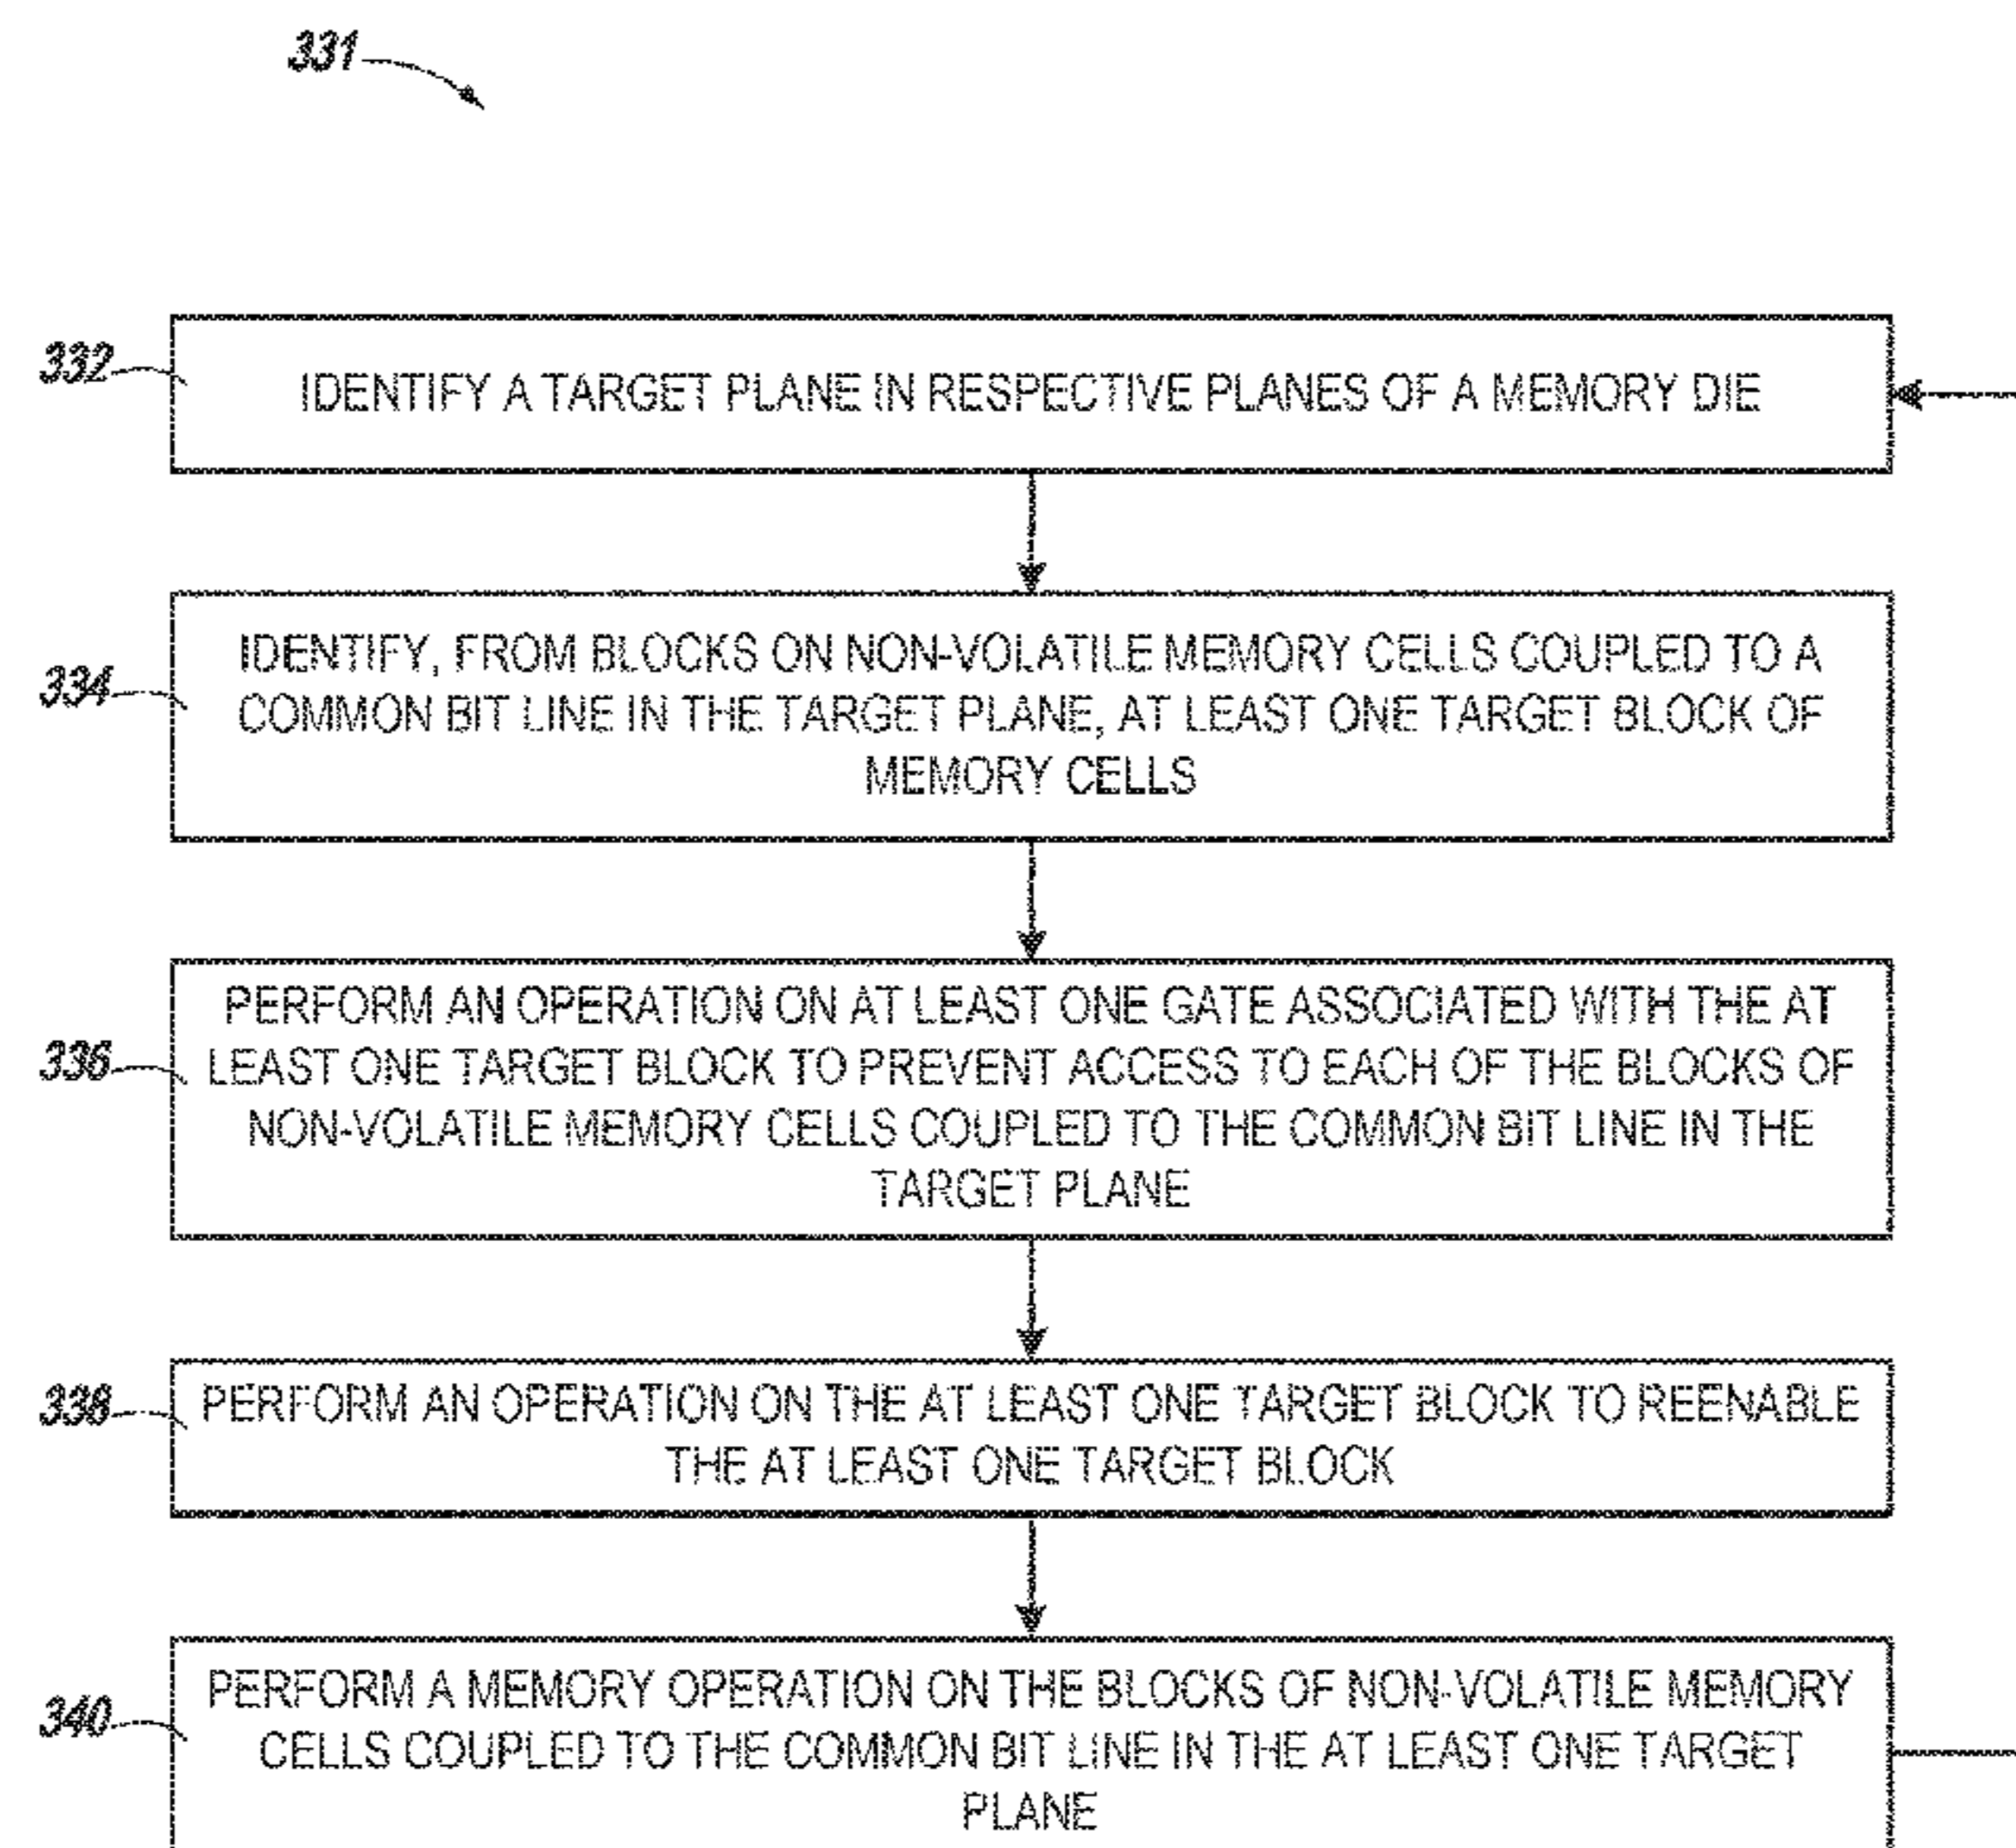 331
332
IDENTIFY A TARGET PLANE IN RESPECTIVE PLANES OF A MEMORY DIE
334
IDENTIFY, FROM BLOCKS ON NON-VOLATILE MEMORY CELLS COUPLED TO A
COMMON BIT LINE IN THE TARGET PLANE, AT LEAST ONE TARGET BLOCK OF
MEMORY CELLS
336
PERFORM AN OPERATION ON AT LEAST ONE GATE ASSOCIATED WITH THE AT
LEAST ONE TARGET BLOCK TO PREVENT ACCESS TO EACH OF THE BLOCKS OF
NON-VOLATILE MEMORY CELLS COUPLED TO THE COMMON BIT LINE IN THE
TARGET PLANE
338
PERFORM AN OPERATION ON THE AT LEAST ONE TARGET BLOCK TO REENABLE
THE AT LEAST ONE TARGET BLOCK
340
PERFORM A MEMORY OPERATION ON THE BLOCKS OF NON-VOLATILE MEMORY
CELLS COUPLED TO THE COMMON BIT LINE IN THE AT LEAST ONE TARGET
PLANE